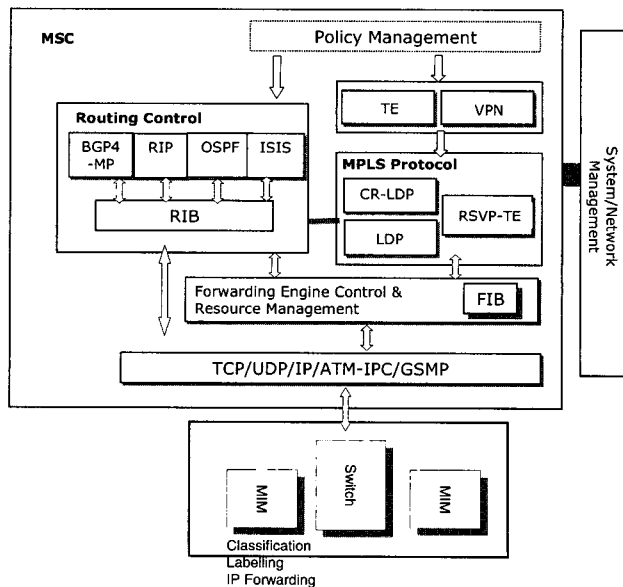 MSC
Policy Management
Routing Control
BGP4
-MP
RIP
OSPF
ISIS
RIB
TE
VPN
MPLS Protocol
CR-LDP
LDP
RSVP-TE
Forwarding Engine Control &
Resource Management
FIB
TCP/UDP/IP/ATM-IPC/GSMP
System/Network
Management
MIM
Switch
MIM
Classification
Labelling
IP Forwarding